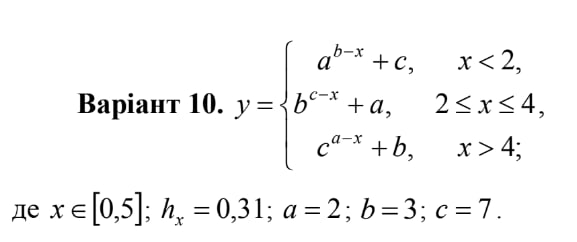 a^{b−x} + c, x < 2,
Варіант 10. y = { b^{c−x} + a, 2 ≤ x ≤ 4,
c^{a−x} + b, x > 4;
де x ∈ [0,5]; h_x = 0,31; a = 2; b = 3; c = 7.